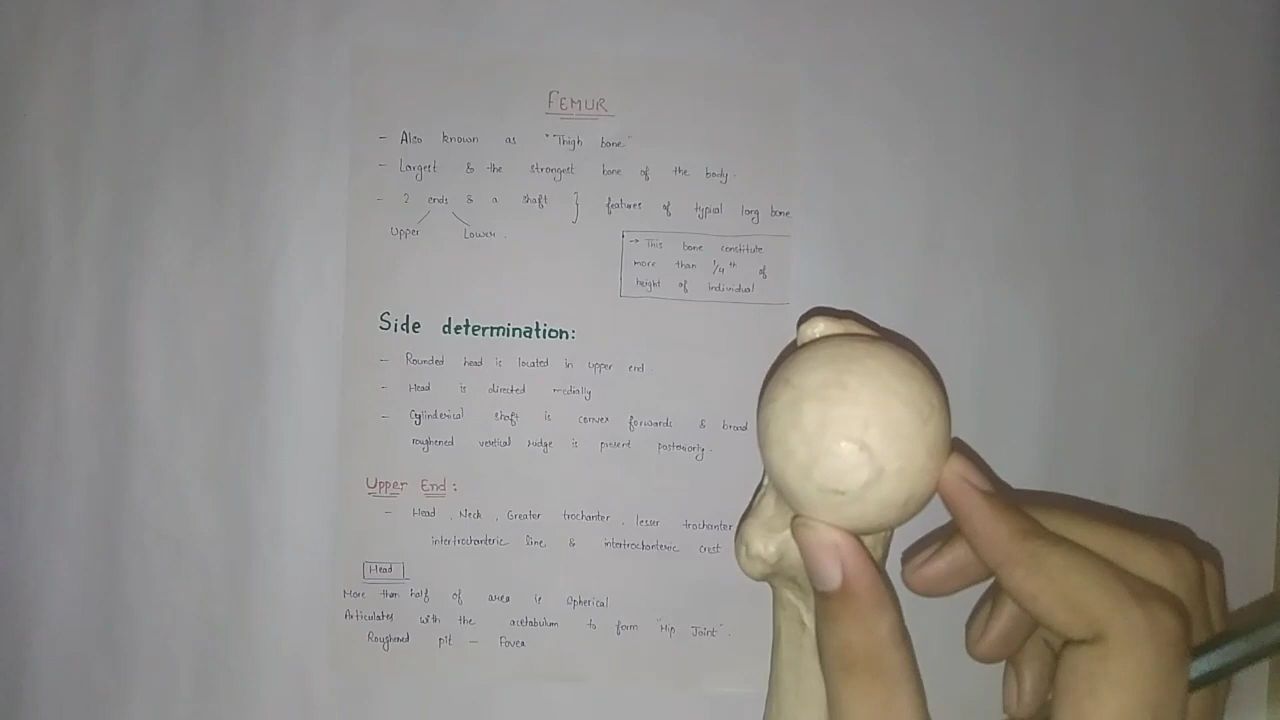 FEMUR
- Also known as "Thigh bone"
- Largest & the strongest bone of the body.
- 2 ends & a shaft } features of typical long bone
Upper Lower.
→ This bone constitute
more than 1/4th of
height of individual
Side determination:
- Rounded head is located in upper end
- Head is directed medially
- Cylinderical shaft is convex forwards & broad
roughened vertical ridge is present posteriorly.
Upper End:
- Head, Neck, Greater trochanter, lesser trochanter
intertrochanteric line, & intertrochanteric crest
Head
More than half of area is Spherical
Articulates with the acetabulum to form "Hip Joint".
Roughened pit - Fovea